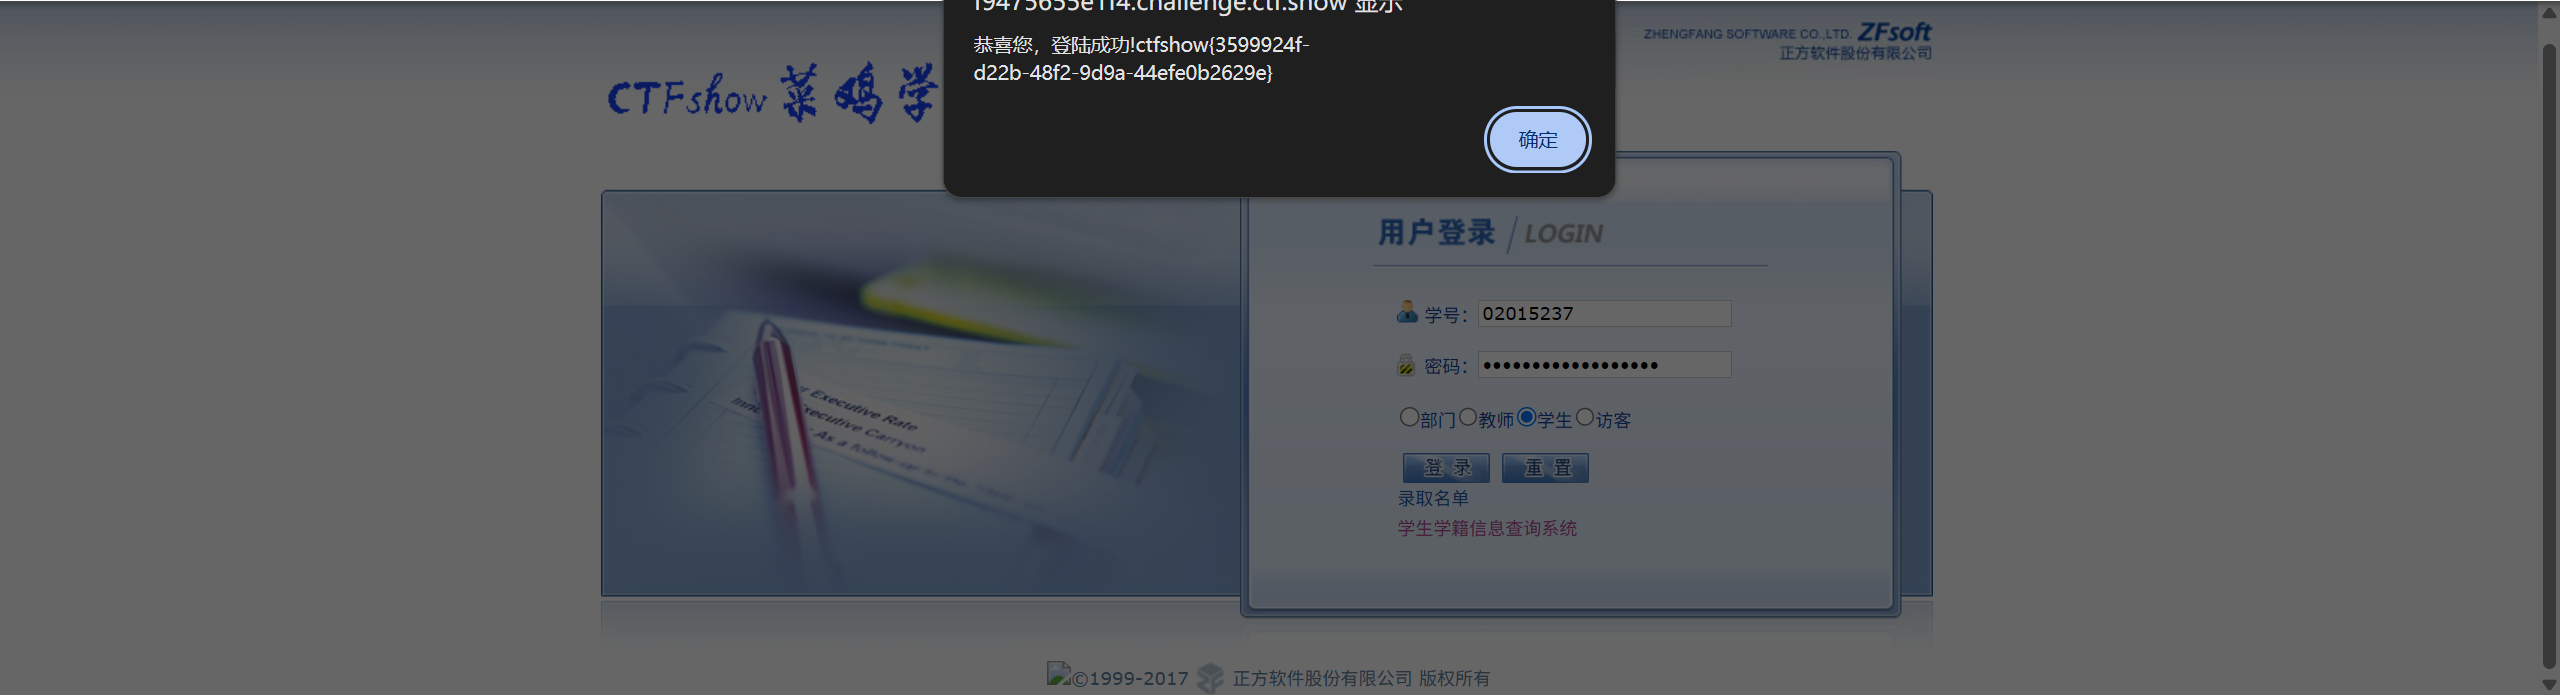 f9475655e1f4.challenge.ctf.show 显示
恭喜您，登陆成功!ctfshow{3599924f-
d22b-48f2-9d9a-44efe0b2629e}
确定
ZHENGFANG SOFTWARE CO.,LTD. ZFsoft
正方软件股份有限公司
CTFshow 菜鸡学
用户登录 / LOGIN
学号： 02015237
密码： ••••••••••••••••••
部门 教师 学生 访客
登 录 重 置
录取名单
学生学籍信息查询系统
Executive Rate
Executive Carryon
As a follow-up to the
©1999-2017 正方软件股份有限公司 版权所有